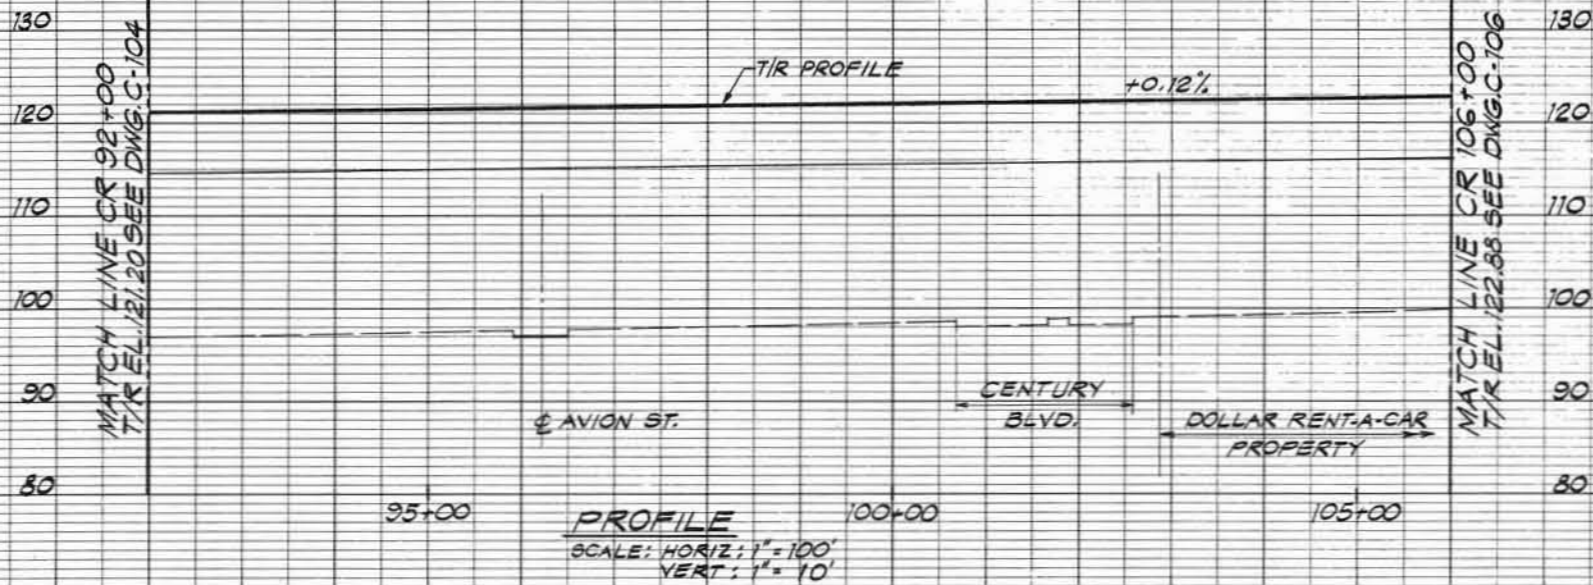 130
120
110
100
90
80
MATCH LINE CR 92+00
T/R EL. 121.20 SEE DWG. C-104
T/R PROFILE
+0.12%
℄ AVION ST.
CENTURY
BLVD.
DOLLAR RENT-A-CAR
PROPERTY
MATCH LINE CR 106+00
T/R EL. 122.88 SEE DWG. C-106
130
120
110
100
90
80
95+00
100+00
105+00
PROFILE
SCALE: HORIZ: 1"=100'
VERT: 1"= 10'